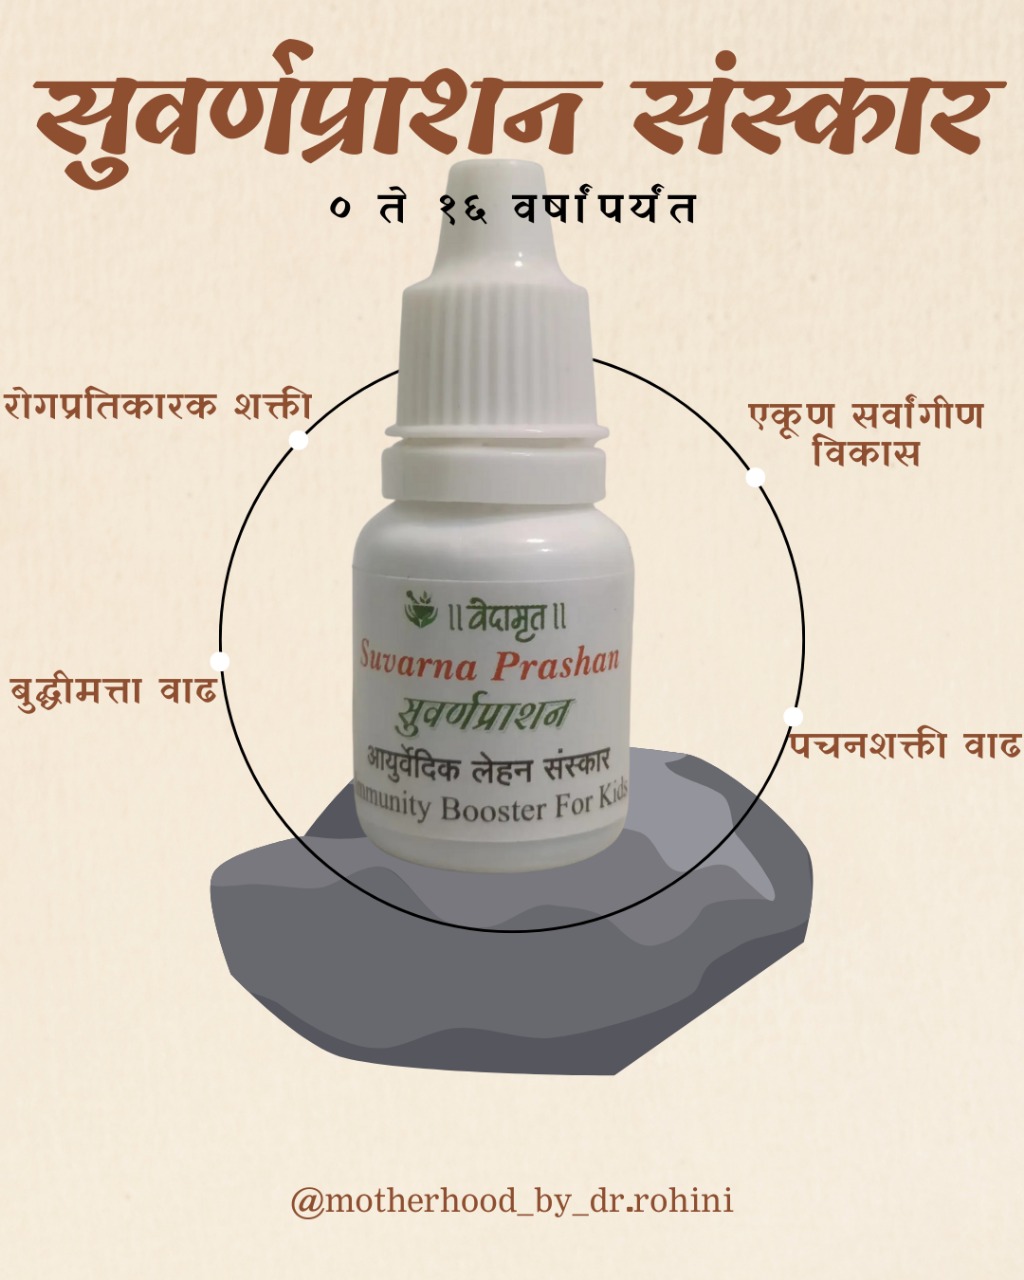 सुवर्णप्राशन संस्कार
० ते १६ वर्षांपर्यंत
रोगप्रतिकारक शक्ती
एकूण सर्वांगीण
विकास
॥ वेदामृत ॥
Suvarna Prashan
सुवर्णप्राशन
आयुर्वेदिक लेहन संस्कार
mmunity Booster For Kids
बुद्धीमत्ता वाढ
पचनशक्ती वाढ
@motherhood_by_dr.rohini